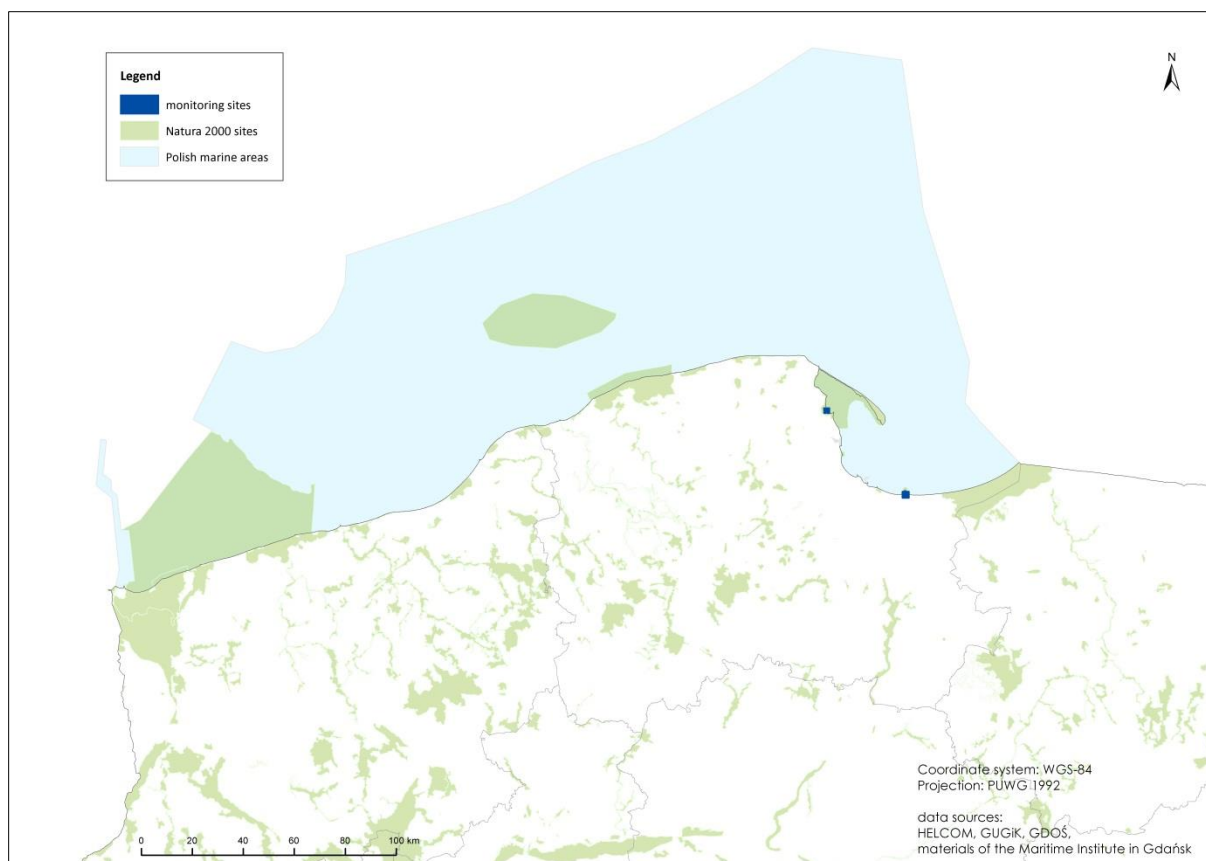 Legend
monitoring sites
Natura 2000 sites
Polish marine areas
N
Coordinate system: WGS-84
Projection: PUWG 1992
data sources:
HELCOM, GUGiK, GDOŚ,
materials of the Maritime Institute in Gdańsk
0 20 40 60 80 100 km